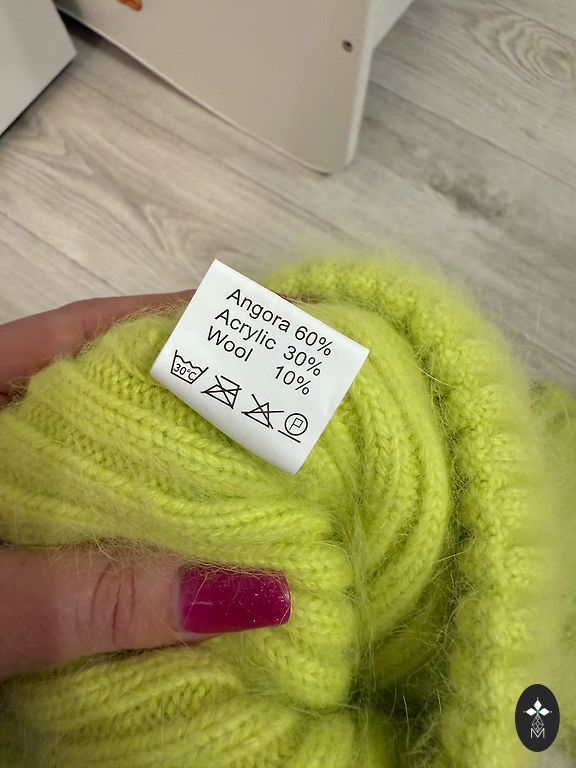 Angora 60%
Acrylic 30%
Wool 10%
30°C
P
M